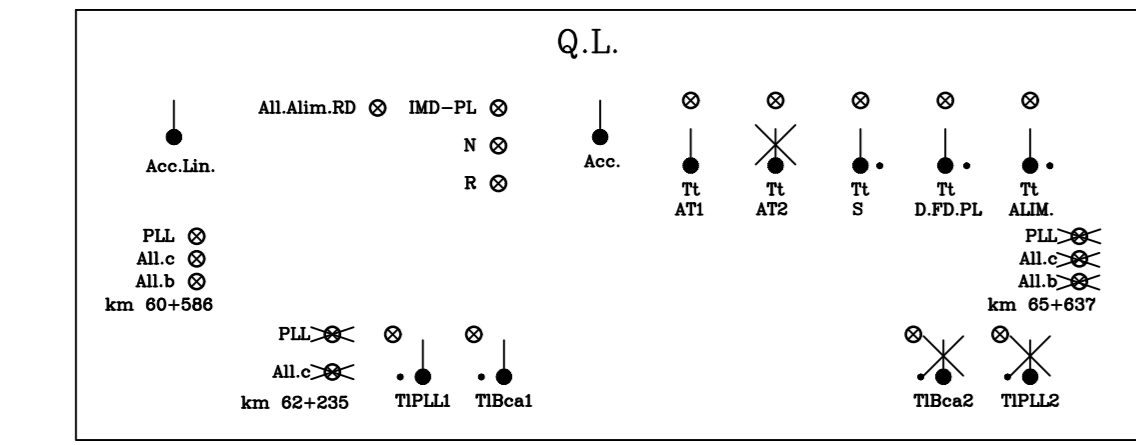 Q.L.
All.Alim.RD
IMD-PL
N
R
Acc.Lin.
Acc.
Tt
AT1
Tt
AT2
Tt
S
Tt
D.FD.PL
Tt
ALIM.
PLL
All.c
All.b
km 60+586
PLL
All.c
All.b
km 65+637
PLL
All.c
km 62+235
TlPLL1
TlBca1
TlBca2
TlPLL2